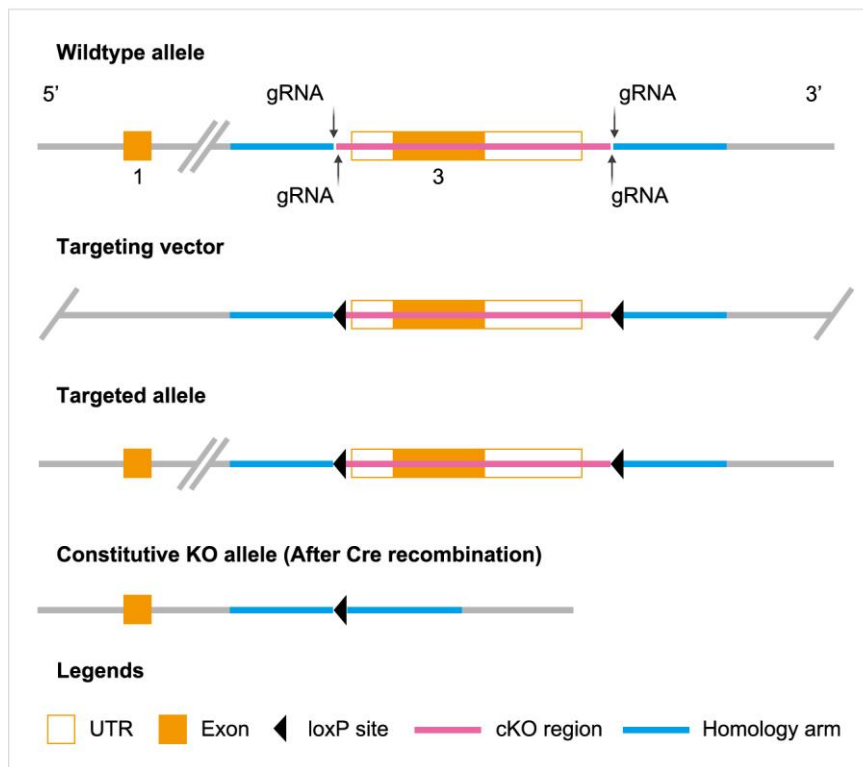 Wildtype allele
5’ gRNA gRNA 3’
1 3
gRNA gRNA
Targeting vector
Targeted allele
Constitutive KO allele (After Cre recombination)
Legends
UTR Exon loxP site cKO region Homology arm